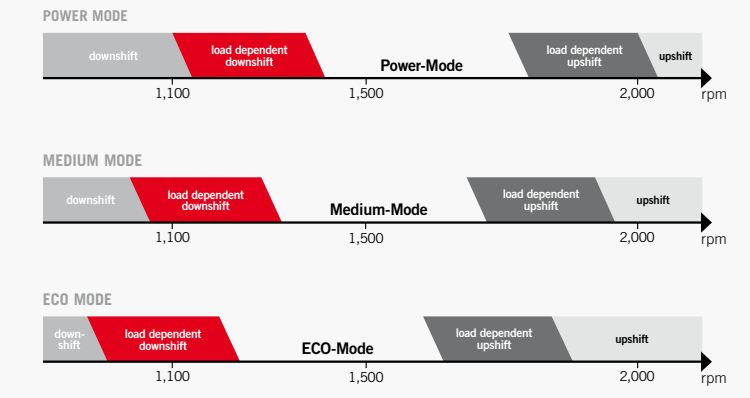 POWER MODE
downshift
load dependent
downshift
Power-Mode
load dependent
upshift
upshift
1,100
1,500
2,000
rpm
MEDIUM MODE
downshift
load dependent
downshift
Medium-Mode
load dependent
upshift
upshift
1,100
1,500
2,000
rpm
ECO MODE
down-
shift
load dependent
downshift
ECO-Mode
load dependent
upshift
upshift
1,100
1,500
2,000
rpm